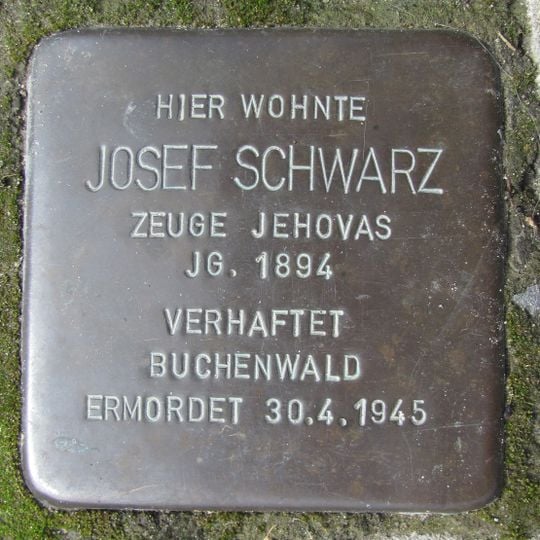 HIER WOHNTE
JOSEF SCHWARZ
ZEUGE JEHOVAS
JG. 1894
VERHAFTET
BUCHENWALD
ERMORDET 30.4.1945